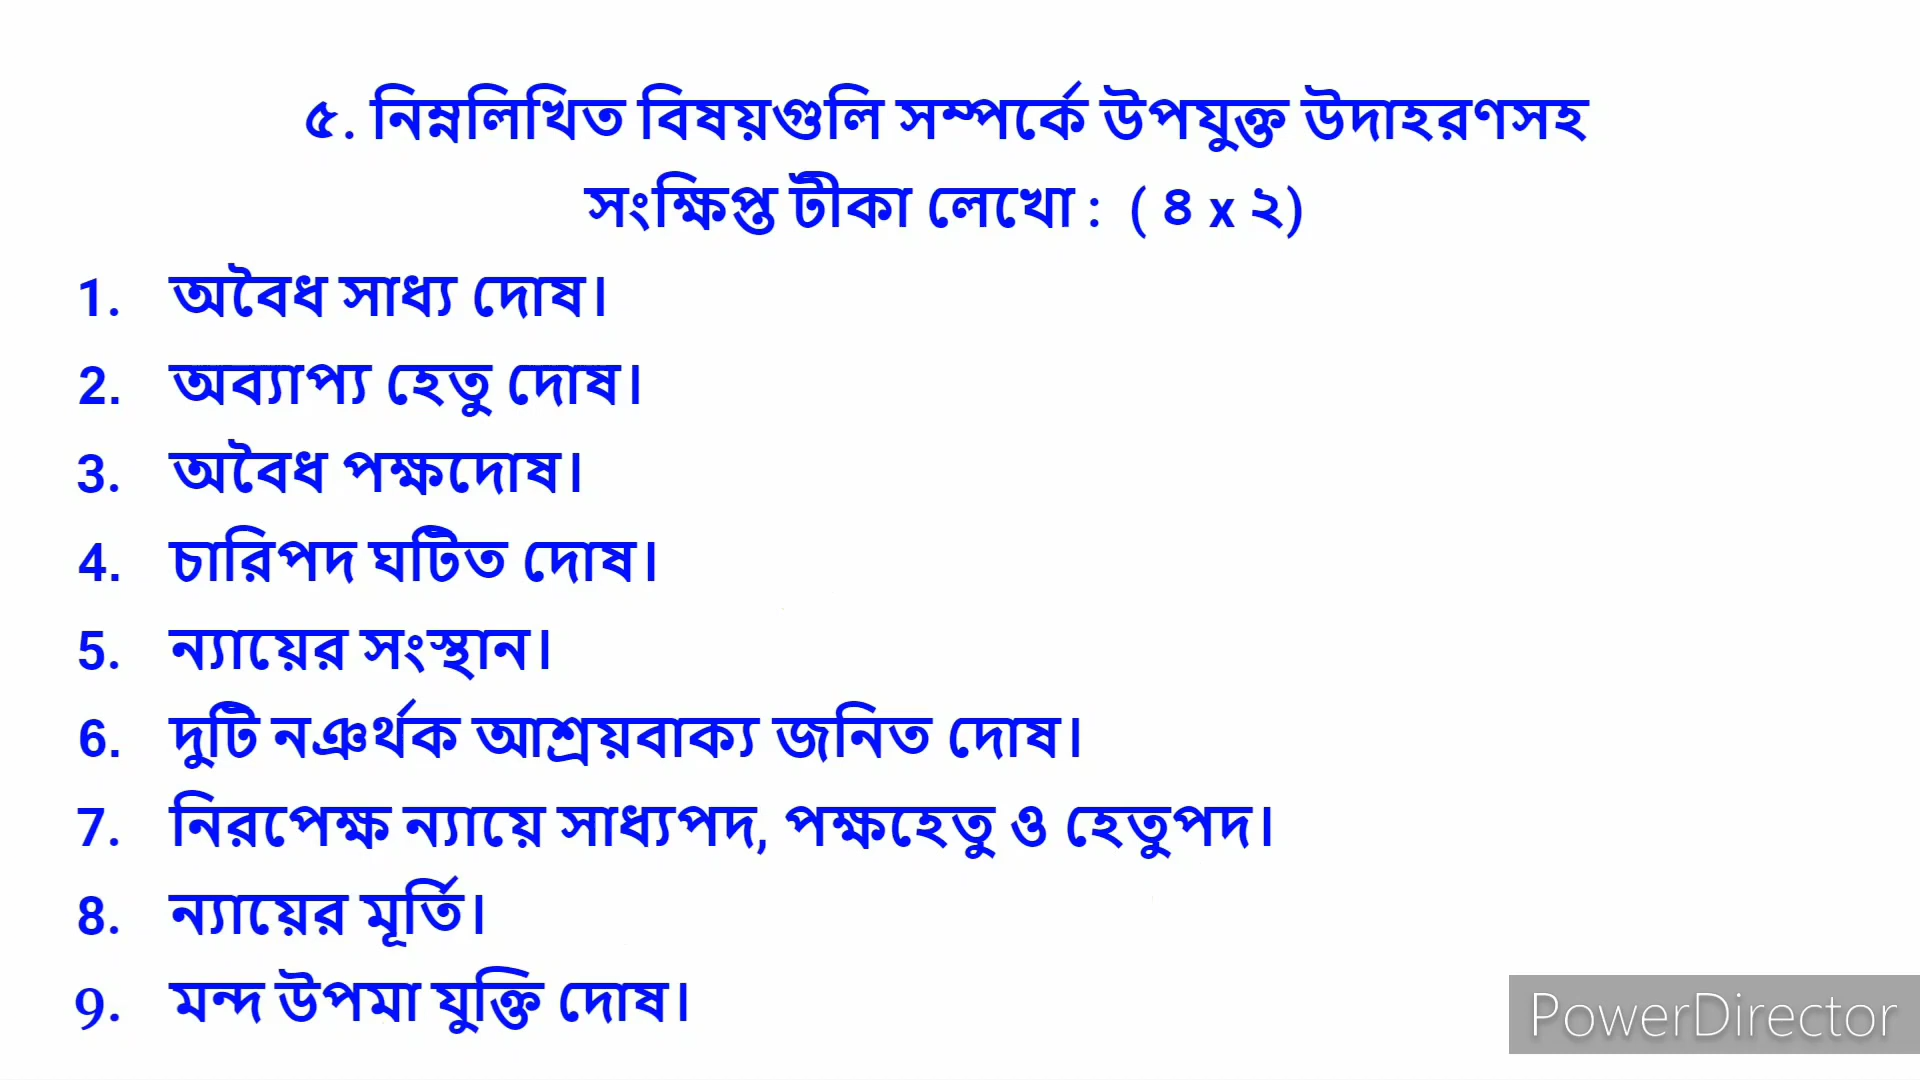 ৫. নিম্নলিখিত বিষয়গুলি সম্পর্কে উপযুক্ত উদাহরণসহ
সংক্ষিপ্ত টীকা লেখো : ( ৪ x ২)
1. অবৈধ সাধ্য দোষ।
2. অব্যাপ্য হেতু দোষ।
3. অবৈধ পক্ষদোষ।
4. চারিপদ ঘটিত দোষ।
5. ন্যায়ের সংস্থান।
6. দুটি নঞর্থক আশ্রয়বাক্য জনিত দোষ।
7. নিরপেক্ষ ন্যায়ে সাধ্যপদ, পক্ষহেতু ও হেতুপদ।
8. ন্যায়ের মূর্তি।
9. মন্দ উপমা যুক্তি দোষ।
PowerDirector